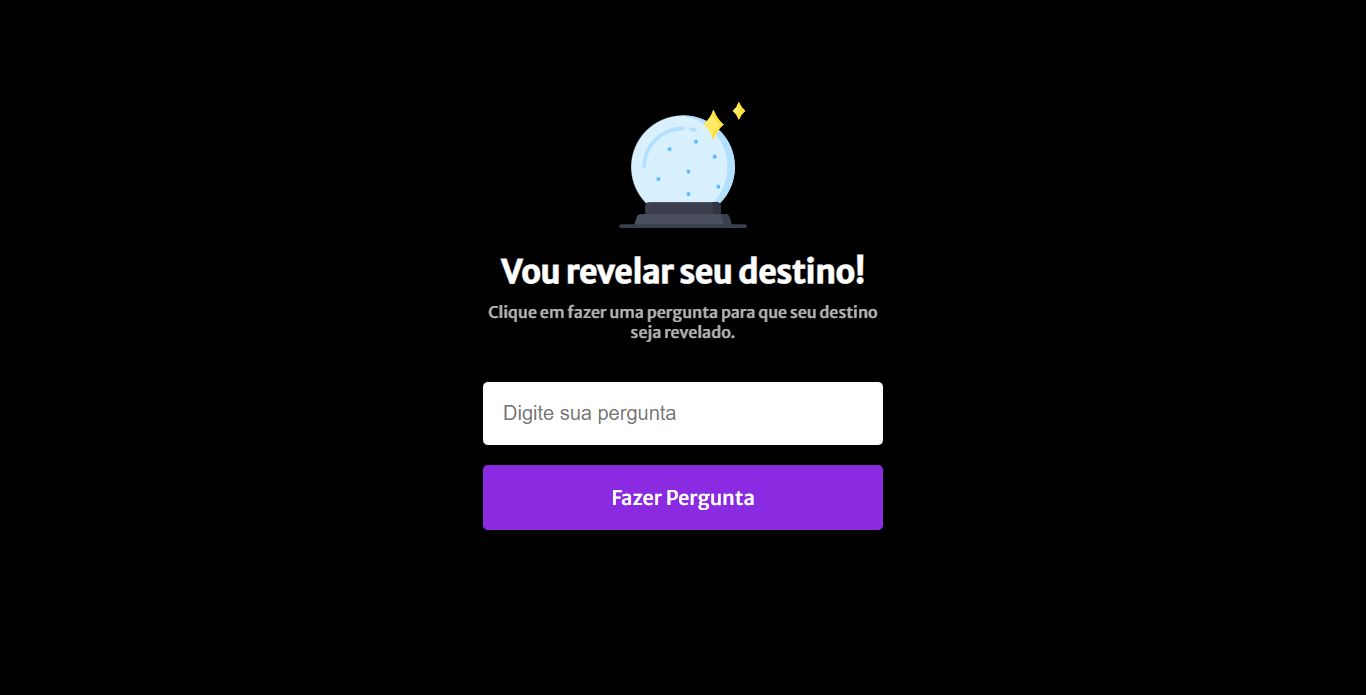 Vou revelar seu destino!
Clique em fazer uma pergunta para que seu destino
seja revelado.
Digite sua pergunta
Fazer Pergunta